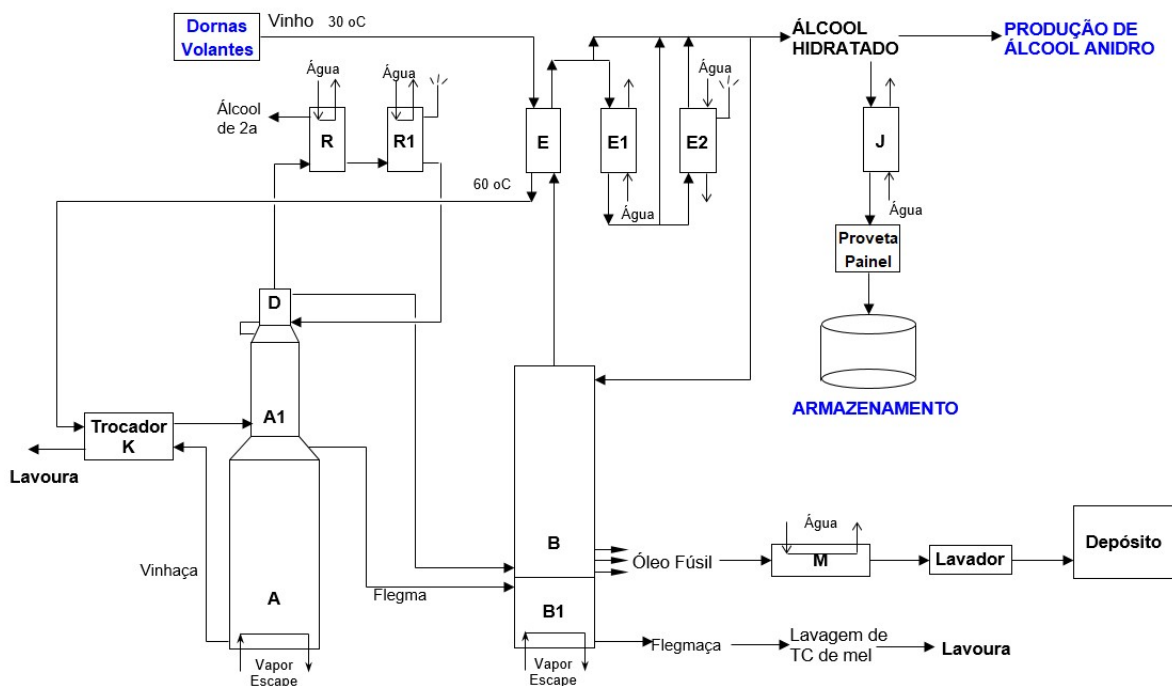 Dornas
Volantes
Vinho 30 oC
ÁLCOOL
HIDRATADO
PRODUÇÃO DE
ÁLCOOL ANIDRO
Água
Água
Água
Álcool
de 2a
R
R1
E
E1
E2
J
60 oC
Água
Água
Proveta
Painel
D
ARMAZENAMENTO
A1
Trocador
K
Lavoura
Vinhaça
A
Flegma
B
B1
Óleo Fúsil
Água
M
Lavador
Depósito
Flegmaça
Lavagem de
TC de mel
Lavoura
Vapor
Escape
Vapor
Escape